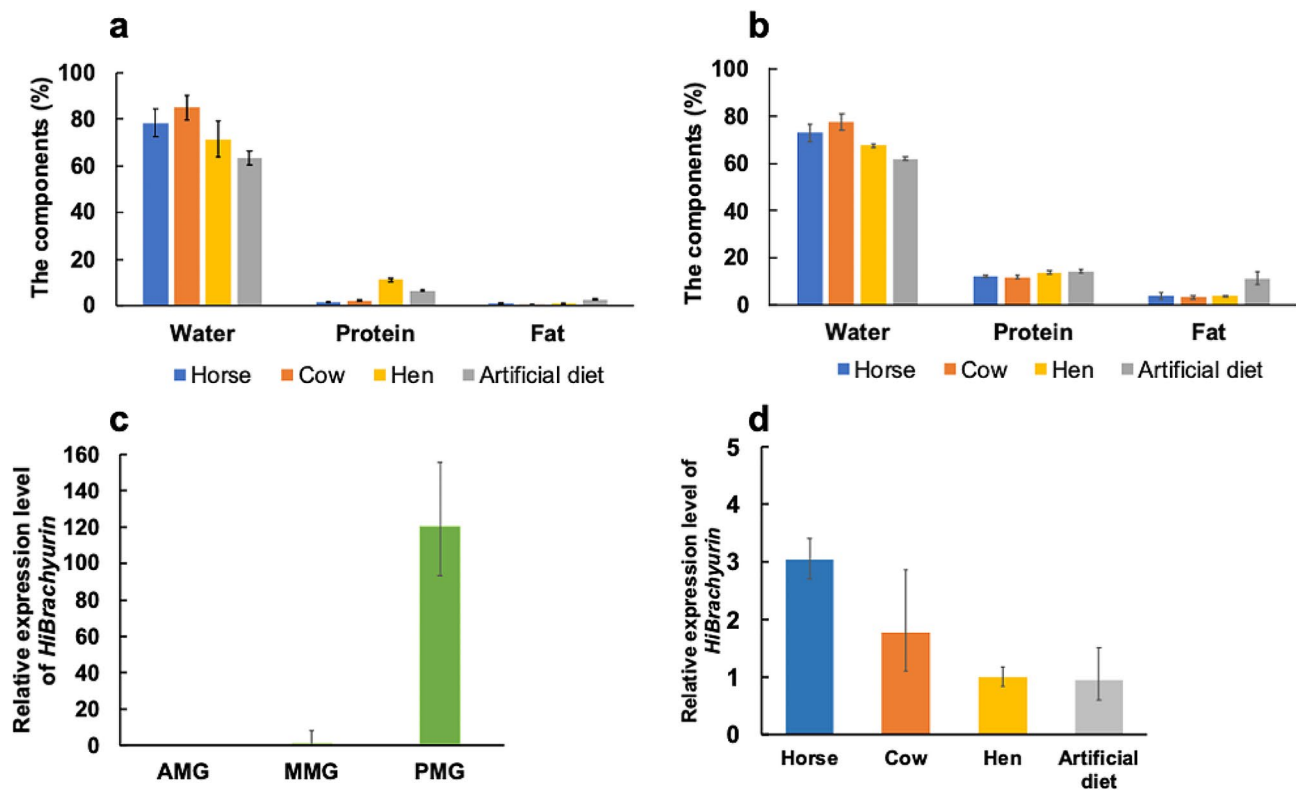 a
The components (%)
100
80
60
40
20
0
Water Protein Fat
Horse Cow Hen Artificial diet
b
The components (%)
100
80
60
40
20
0
Water Protein Fat
Horse Cow Hen Artificial diet
c
Relative expression level
of HiBrachyurin
160
140
120
100
80
60
40
20
0
AMG MMG PMG
d
Relative expression level of
HiBrachyurin
5
4
3
2
1
0
Horse Cow Hen Artificial
diet